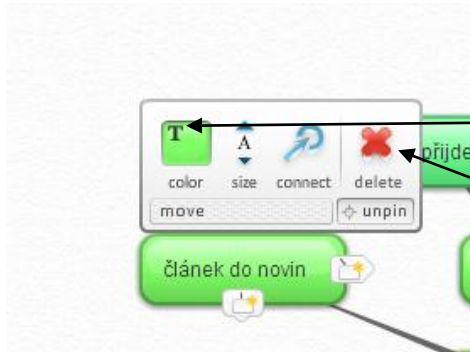 T
A
color size connect delete
přijde
move unpin
článek do novin